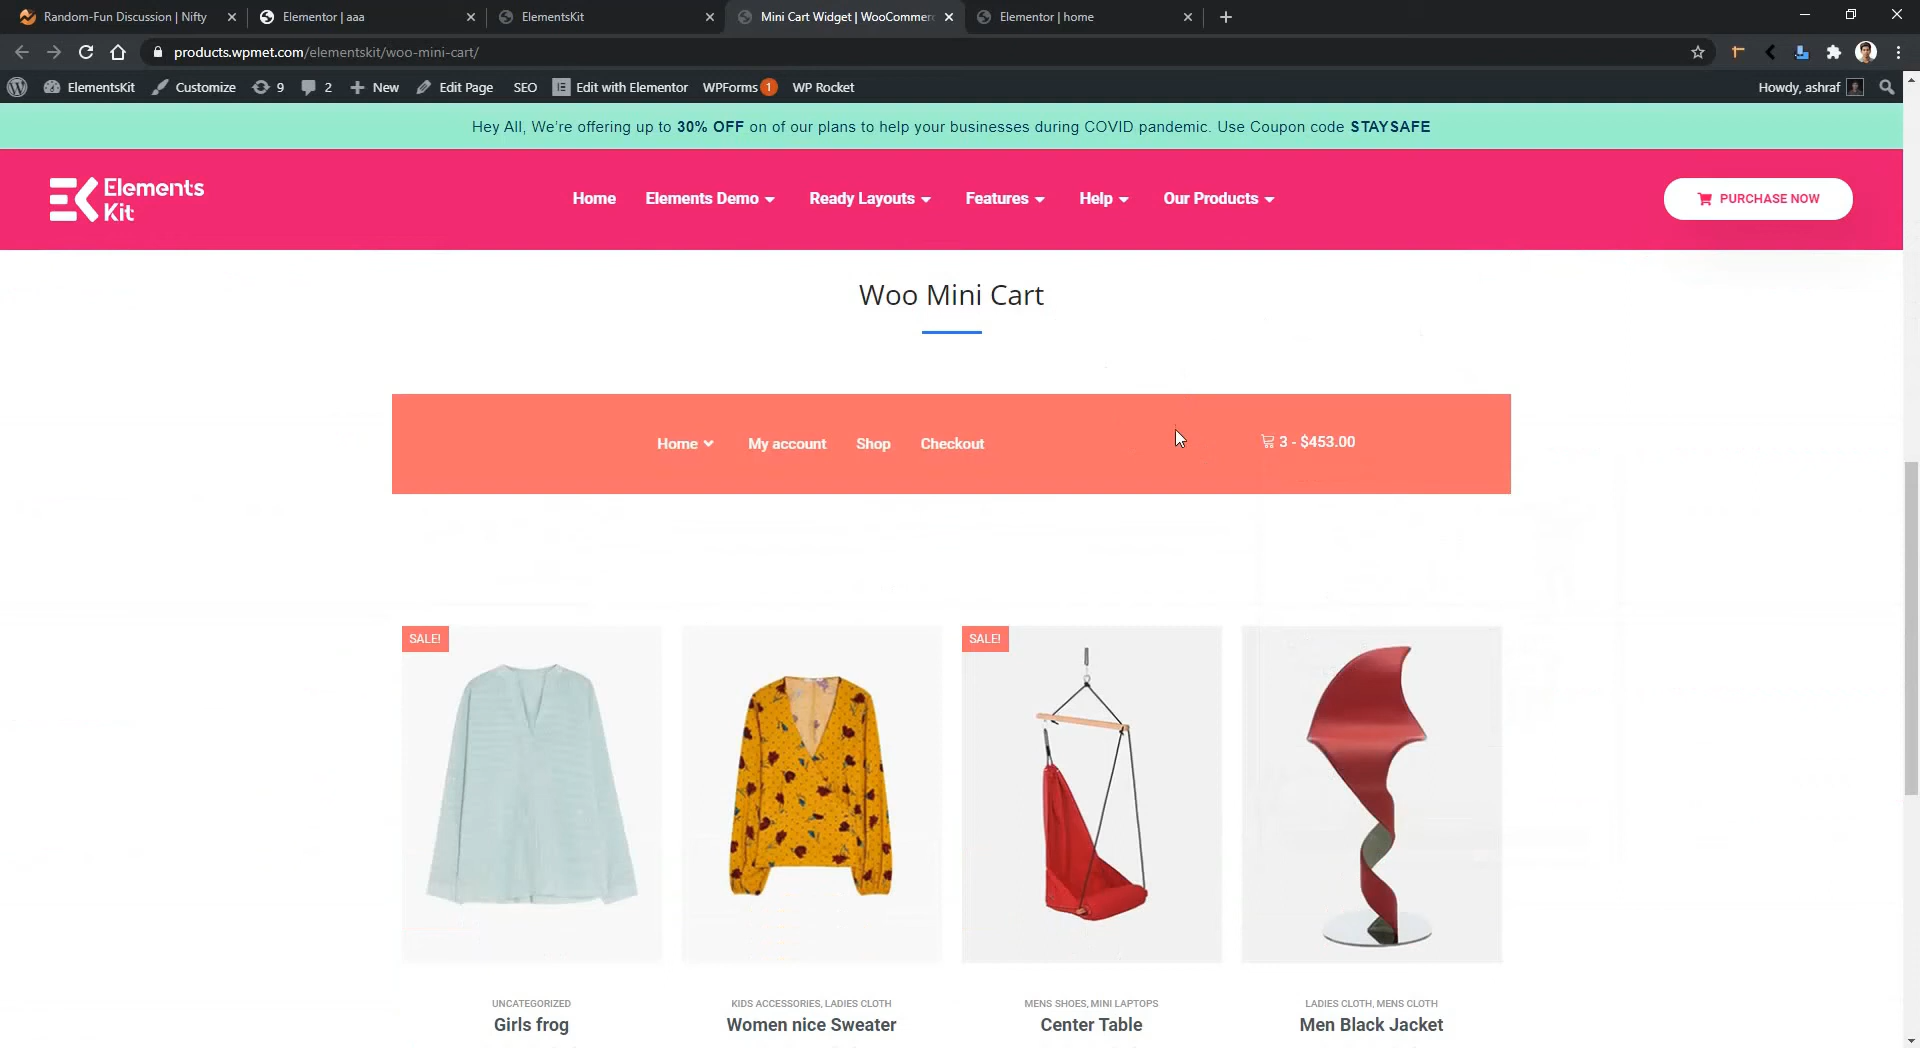 Random-Fun Discussion | Nifty
Elementor | aaa
ElementsKit
Mini Cart Widget | WooCommerc
Elementor | home
products.wpmet.com/elementskit/woo-mini-cart/
ElementsKit
Customize
9
2
New
Edit Page
SEO
Edit with Elementor
WPForms 1
WP Rocket
Howdy, ashraf
Hey All, We're offering up to 30% OFF on of our plans to help your businesses during COVID pandemic. Use Coupon code STAYSAFE
Elements
Kit
Home
Elements Demo
Ready Layouts
Features
Help
Our Products
PURCHASE NOW
Woo Mini Cart
Home
My account
Shop
Checkout
3 - $453.00
SALE!
SALE!
UNCATEGORIZED
KIDS ACCESSORIES, LADIES CLOTH
MENS SHOES, MINI LAPTOPS
LADIES CLOTH, MENS CLOTH
Girls frog
Women nice Sweater
Center Table
Men Black Jacket